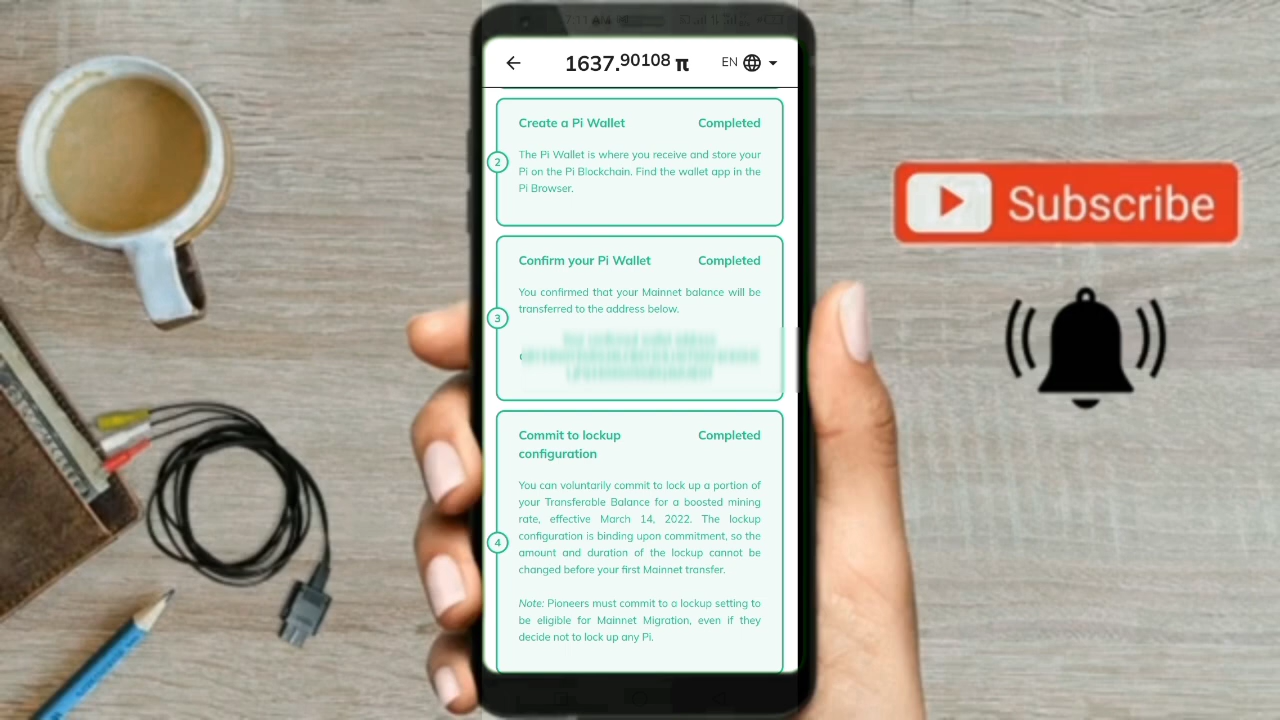 7:11 AM
1637.90108 π
EN
Create a Pi Wallet Completed
2
The Pi Wallet is where you receive and store your
Pi on the Pi Blockchain. Find the wallet app in the
Pi Browser.
Confirm your Pi Wallet Completed
You confirmed that your Mainnet balance will be
transferred to the address below.
3
Commit to lockup Completed
configuration
You can voluntarily commit to lock up a portion of
your Transferable Balance for a boosted mining
rate, effective March 14, 2022. The lockup
configuration is binding upon commitment, so the
4
amount and duration of the lockup cannot be
changed before your first Mainnet transfer.
Note: Pioneers must commit to a lockup setting to
be eligible for Mainnet Migration, even if they
decide not to lock up any Pi.
Subscribe